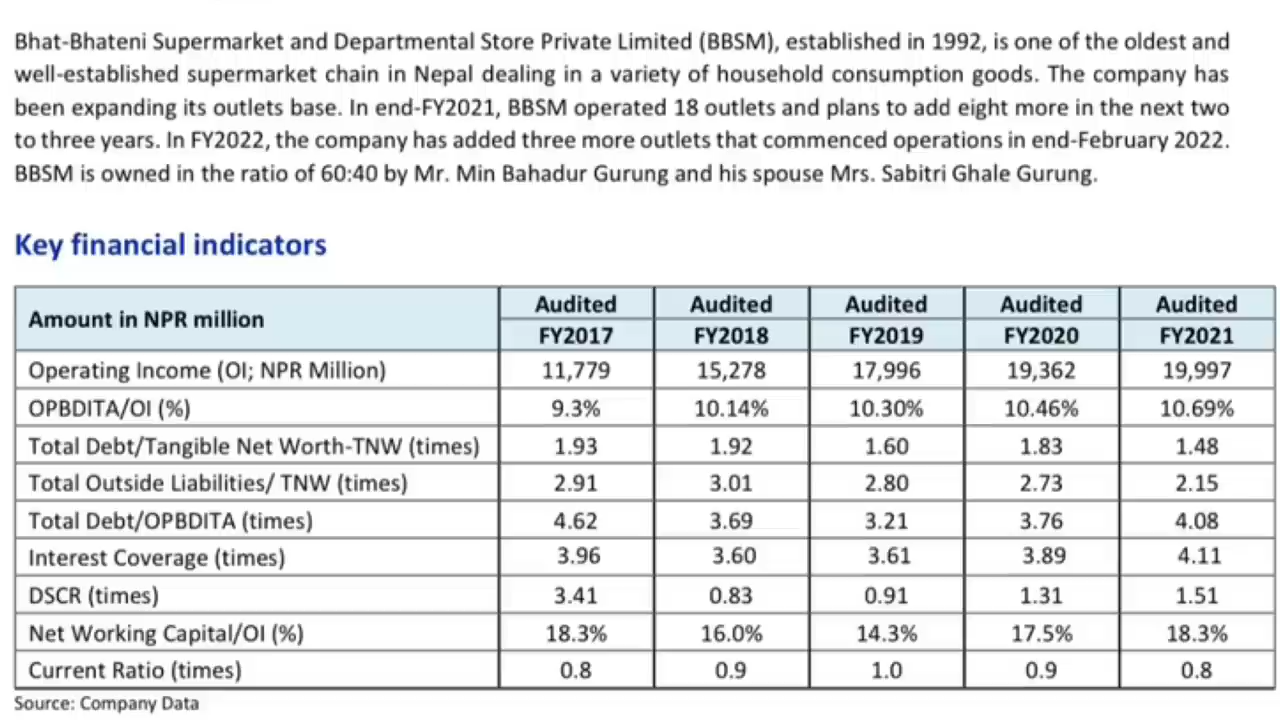 Bhat-Bhateni Supermarket and Departmental Store Private Limited (BBSM), established in 1992, is one of the oldest and
well-established supermarket chain in Nepal dealing in a variety of household consumption goods. The company has
been expanding its outlets base. In end-FY2021, BBSM operated 18 outlets and plans to add eight more in the next two
to three years. In FY2022, the company has added three more outlets that commenced operations in end-February 2022.
BBSM is owned in the ratio of 60:40 by Mr. Min Bahadur Gurung and his spouse Mrs. Sabitri Ghale Gurung.
Key financial indicators
Amount in NPR million Audited Audited Audited Audited Audited
FY2017 FY2018 FY2019 FY2020 FY2021
Operating Income (OI; NPR Million) 11,779 15,278 17,996 19,362 19,997
OPBDITA/OI (%) 9.3% 10.14% 10.30% 10.46% 10.69%
Total Debt/Tangible Net Worth-TNW (times) 1.93 1.92 1.60 1.83 1.48
Total Outside Liabilities/ TNW (times) 2.91 3.01 2.80 2.73 2.15
Total Debt/OPBDITA (times) 4.62 3.69 3.21 3.76 4.08
Interest Coverage (times) 3.96 3.60 3.61 3.89 4.11
DSCR (times) 3.41 0.83 0.91 1.31 1.51
Net Working Capital/OI (%) 18.3% 16.0% 14.3% 17.5% 18.3%
Current Ratio (times) 0.8 0.9 1.0 0.9 0.8
Source: Company Data